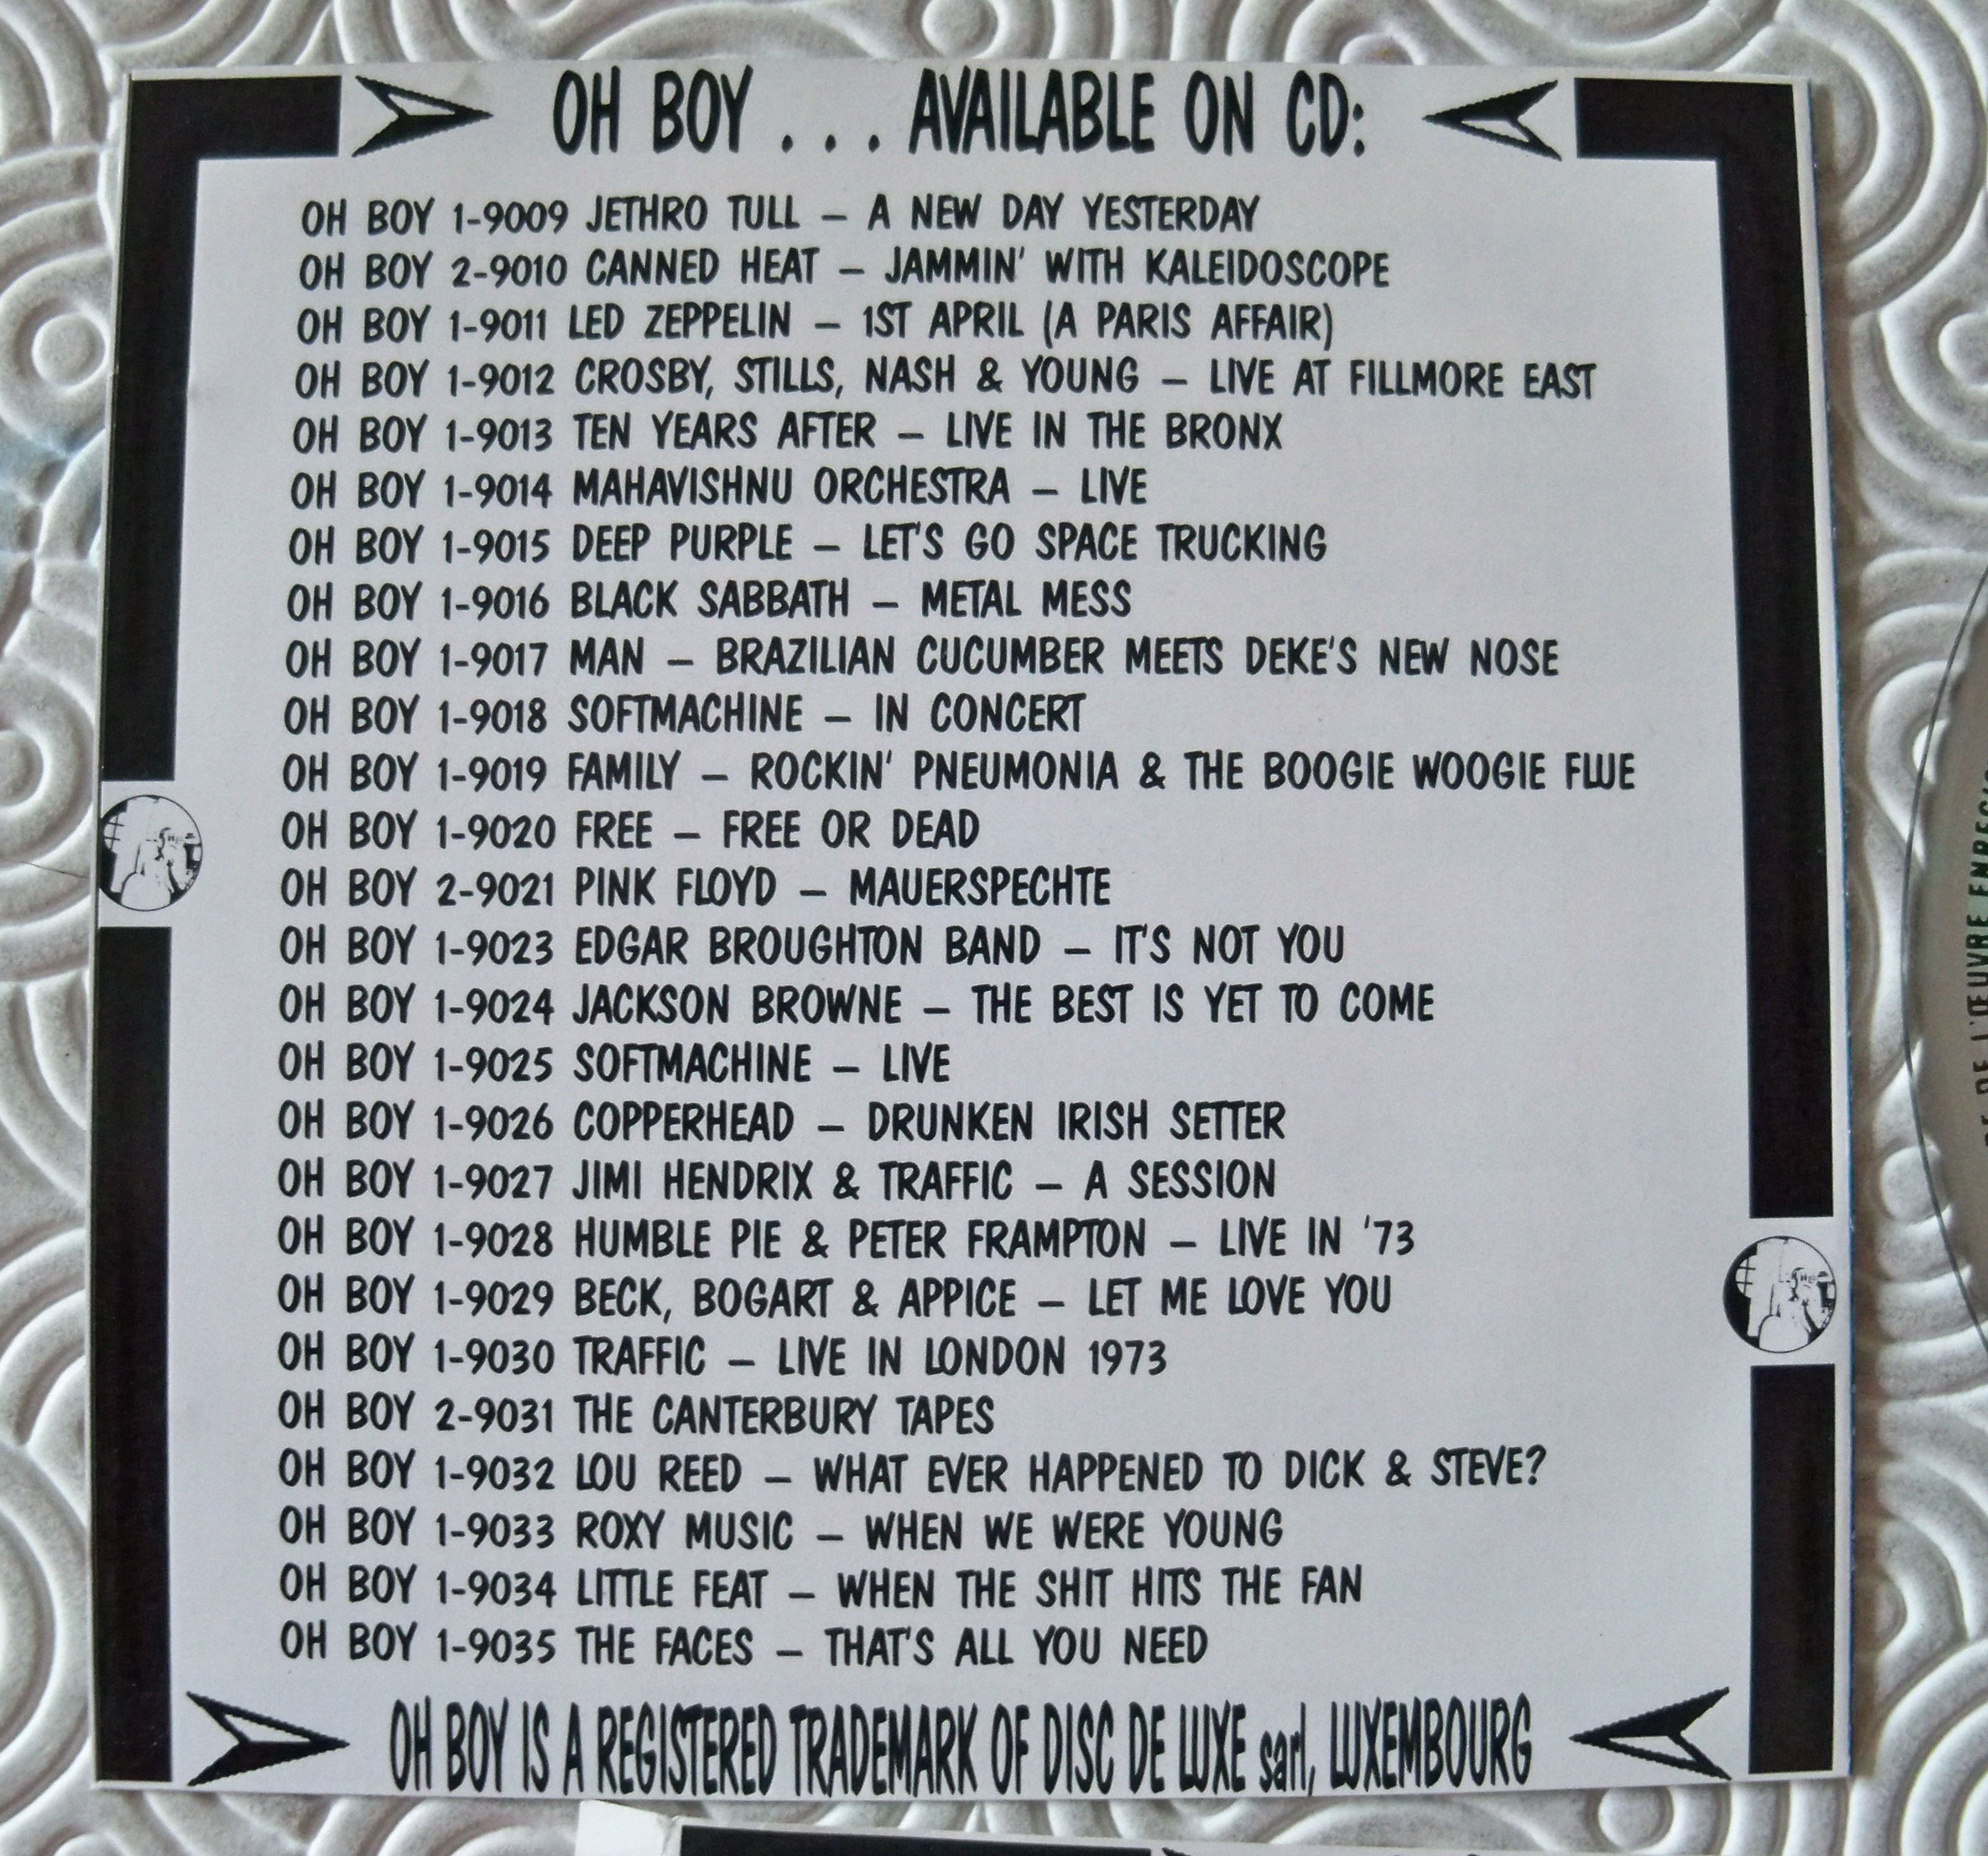 OH BOY . . . AVAILABLE ON CD:
OH BOY 1-9009 JETHRO TULL – A NEW DAY YESTERDAY
OH BOY 2-9010 CANNED HEAT – JAMMIN' WITH KALEIDOSCOPE
OH BOY 1-9011 LED ZEPPELIN – 1ST APRIL (A PARIS AFFAIR)
OH BOY 1-9012 CROSBY, STILLS, NASH & YOUNG – LIVE AT FILLMORE EAST
OH BOY 1-9013 TEN YEARS AFTER – LIVE IN THE BRONX
OH BOY 1-9014 MAHAVISHNU ORCHESTRA – LIVE
OH BOY 1-9015 DEEP PURPLE – LET'S GO SPACE TRUCKING
OH BOY 1-9016 BLACK SABBATH – METAL MESS
OH BOY 1-9017 MAN – BRAZILIAN CUCUMBER MEETS DEKE'S NEW NOSE
OH BOY 1-9018 SOFTMACHINE – IN CONCERT
OH BOY 1-9019 FAMILY – ROCKIN' PNEUMONIA & THE BOOGIE WOOGIE FLUE
OH BOY 1-9020 FREE – FREE OR DEAD
OH BOY 2-9021 PINK FLOYD – MAUERSPECHTE
OH BOY 1-9023 EDGAR BROUGHTON BAND – IT'S NOT YOU
OH BOY 1-9024 JACKSON BROWNE – THE BEST IS YET TO COME
OH BOY 1-9025 SOFTMACHINE – LIVE
OH BOY 1-9026 COPPERHEAD – DRUNKEN IRISH SETTER
OH BOY 1-9027 JIMI HENDRIX & TRAFFIC – A SESSION
OH BOY 1-9028 HUMBLE PIE & PETER FRAMPTON – LIVE IN '73
OH BOY 1-9029 BECK, BOGART & APPICE – LET ME LOVE YOU
OH BOY 1-9030 TRAFFIC – LIVE IN LONDON 1973
OH BOY 2-9031 THE CANTERBURY TAPES
OH BOY 1-9032 LOU REED – WHAT EVER HAPPENED TO DICK & STEVE?
OH BOY 1-9033 ROXY MUSIC – WHEN WE WERE YOUNG
OH BOY 1-9034 LITTLE FEAT – WHEN THE SHIT HITS THE FAN
OH BOY 1-9035 THE FACES – THAT'S ALL YOU NEED
OH BOY IS A REGISTERED TRADEMARK OF DISC DE LUXE sarl, LUXEMBOURG
DE L'ŒUVRE